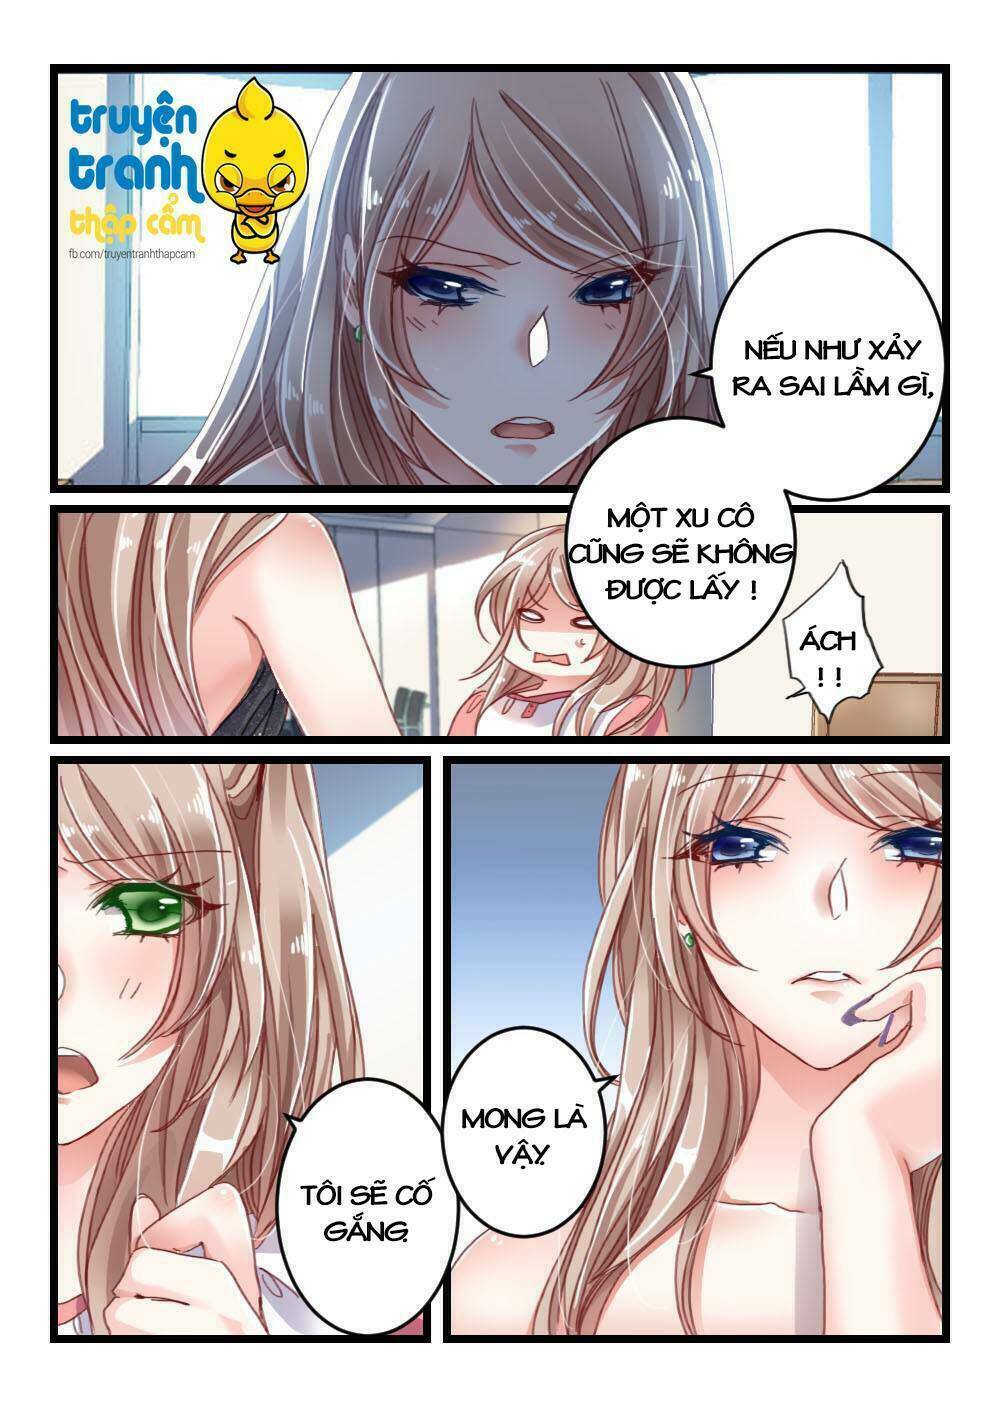 truyện
tranh
thập cẩm
fb.com/truyentranhthapcam
NẾU NHƯ XẢY
RA SAI LẦM GÌ,
MỘT XU CÔ
CŨNG SẼ KHÔNG
ĐƯỢC LẤY !
ÁCH
! !
TÔI SẼ CỐ
GẮNG.
MONG LÀ
VẬY.